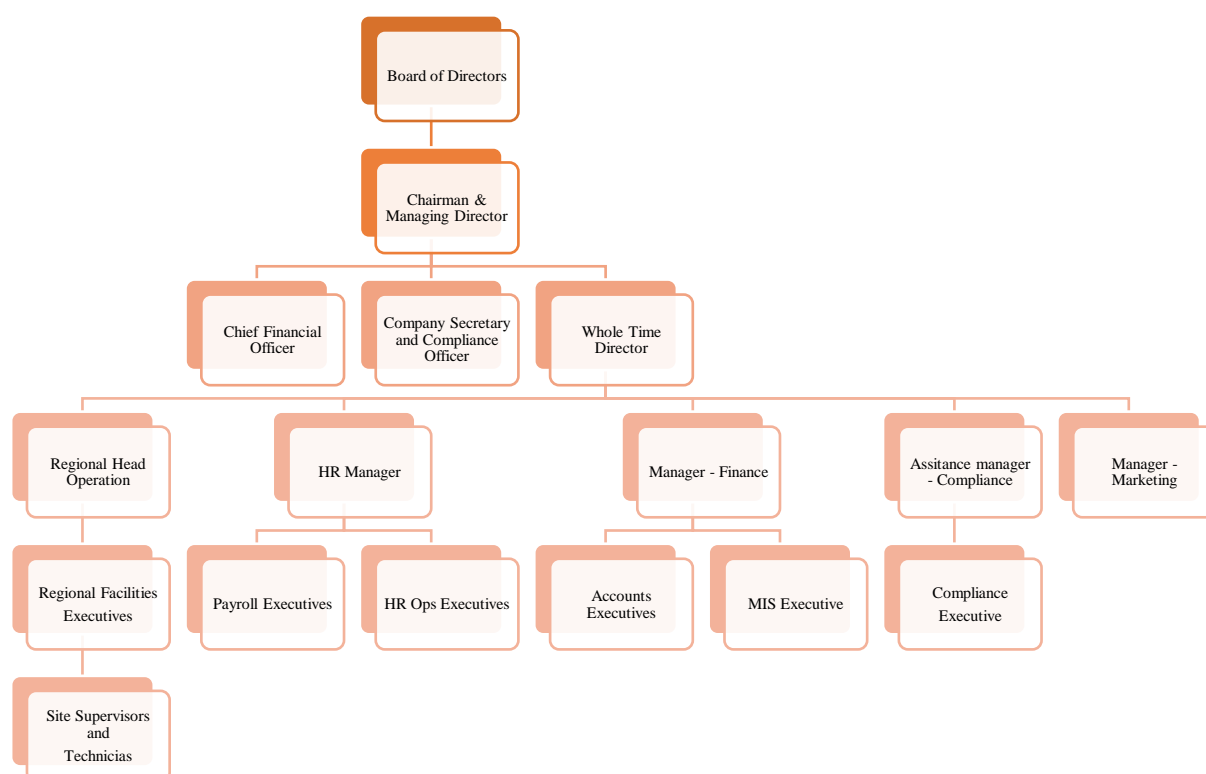 Board of Directors
Chairman &
Managing Director
Chief Financial
Officer
Company Secretary
and Compliance
Officer
Whole Time
Director
Regional Head
Operation
HR Manager
Manager - Finance
Assitance manager
- Compliance
Manager -
Marketing
Regional Facilities
Executives
Payroll Executives
HR Ops Executives
Accounts
Executives
MIS Executive
Compliance
Executive
Site Supervisors
and
Technicias